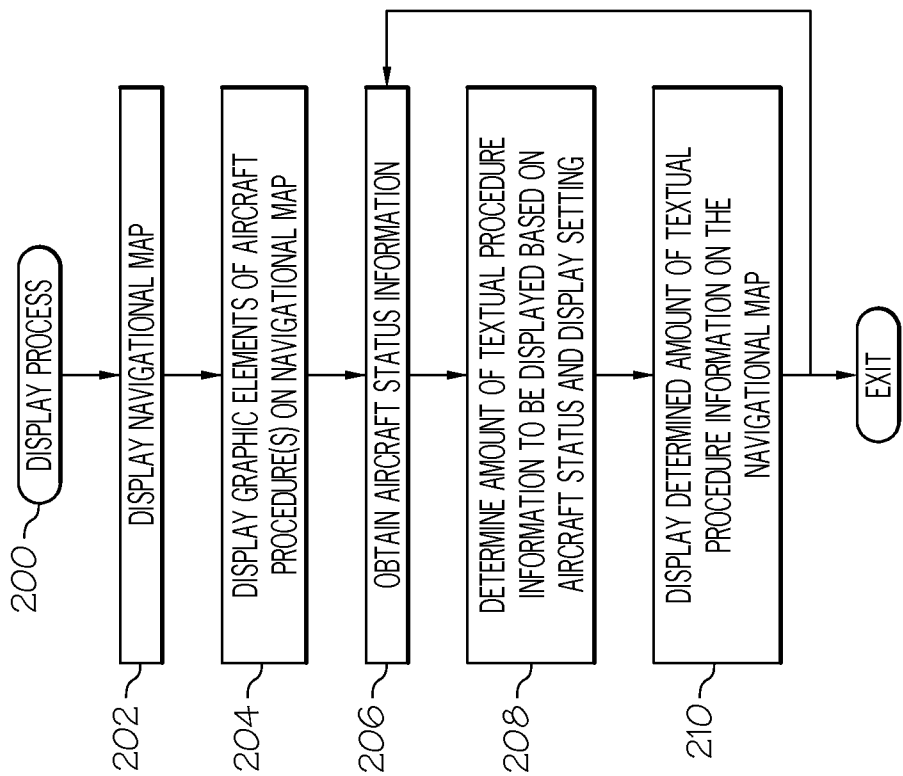 200
DISPLAY PROCESS
202
DISPLAY NAVIGATIONAL MAP
204
DISPLAY GRAPHIC ELEMENTS OF AIRCRAFT
PROCEDURE(S) ON NAVIGATIONAL MAP
206
OBTAIN AIRCRAFT STATUS INFORMATION
208
DETERMINE AMOUNT OF TEXTUAL PROCEDURE
INFORMATION TO BE DISPLAYED BASED ON
AIRCRAFT STATUS AND DISPLAY SETTING
210
DISPLAY DETERMINED AMOUNT OF TEXTUAL
PROCEDURE INFORMATION ON THE
NAVIGATIONAL MAP
EXIT